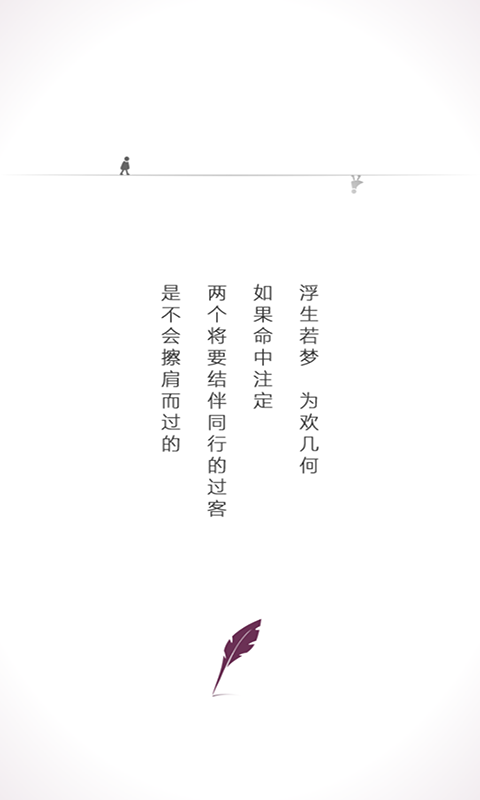 浮生若梦　为欢几何
如果命中注定
两个将要结伴同行的过客
是不会擦肩而过的